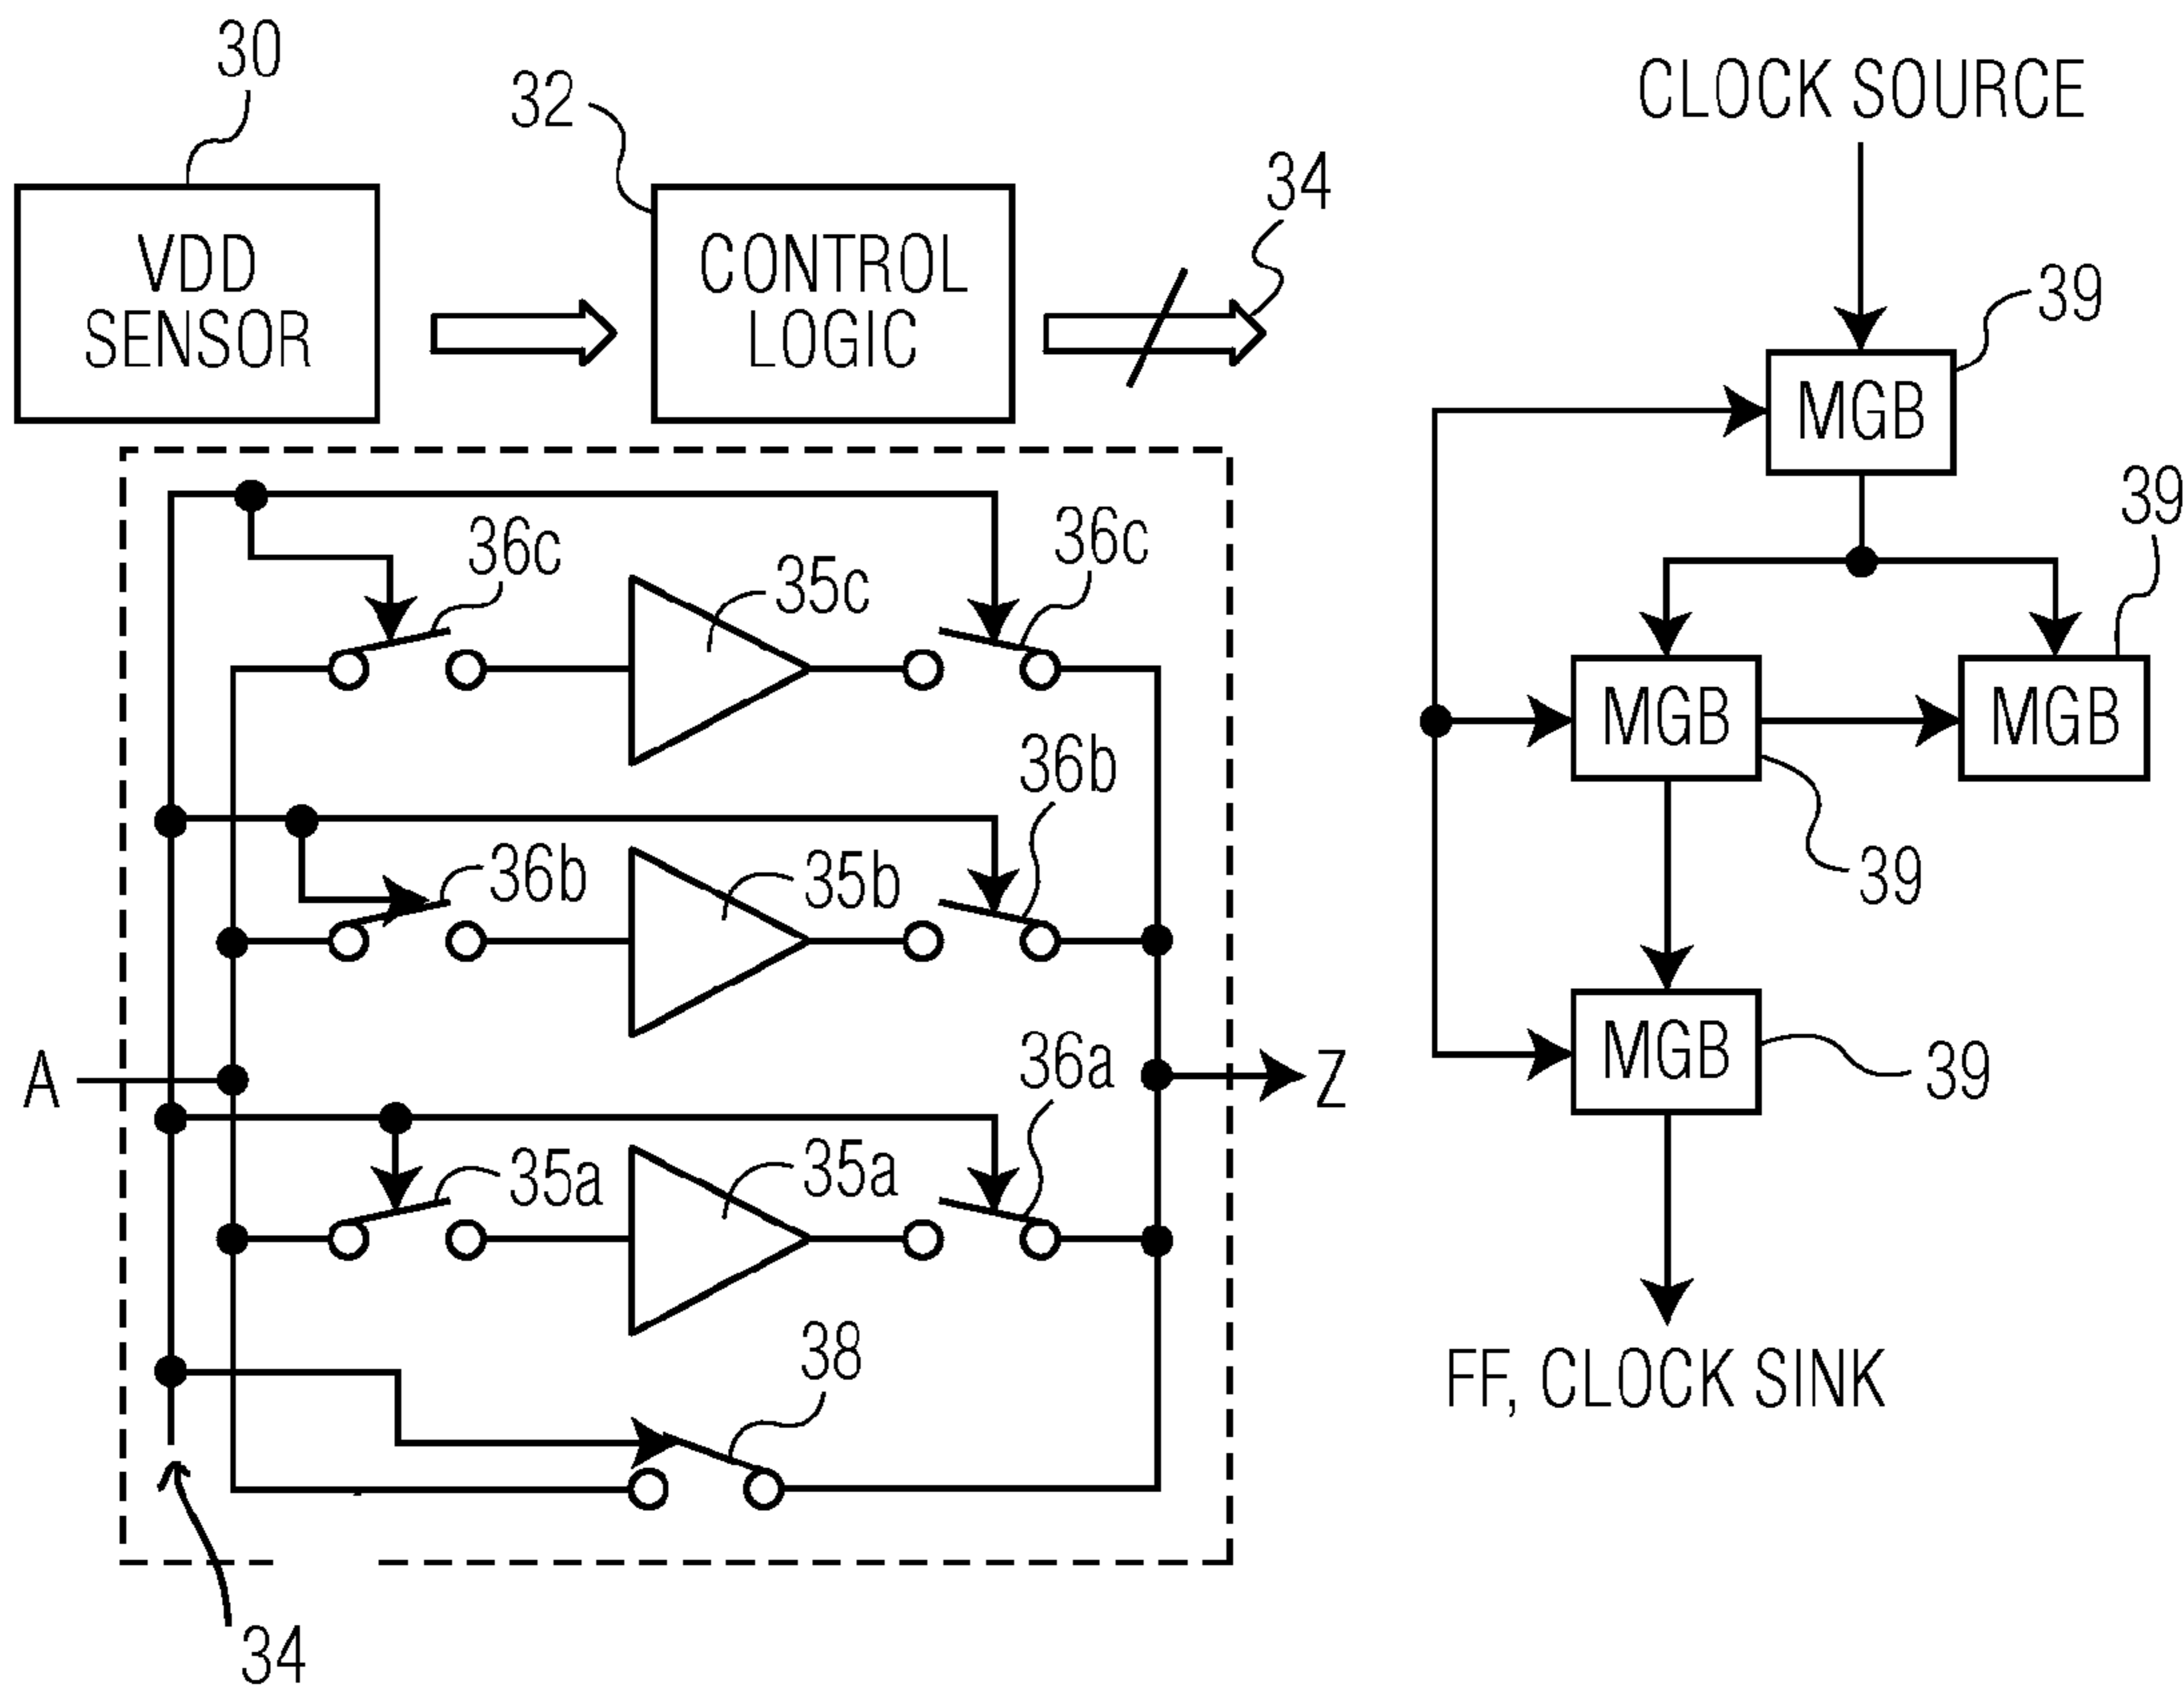 30
32
34
VDD
SENSOR
CONTROL
LOGIC
36c
35c
36c
36b
36b
35b
A
Z
36a
35a
35a
38
34
CLOCK SOURCE
39
MGB
39
MGB
MGB
39
MGB
39
FF, CLOCK SINK